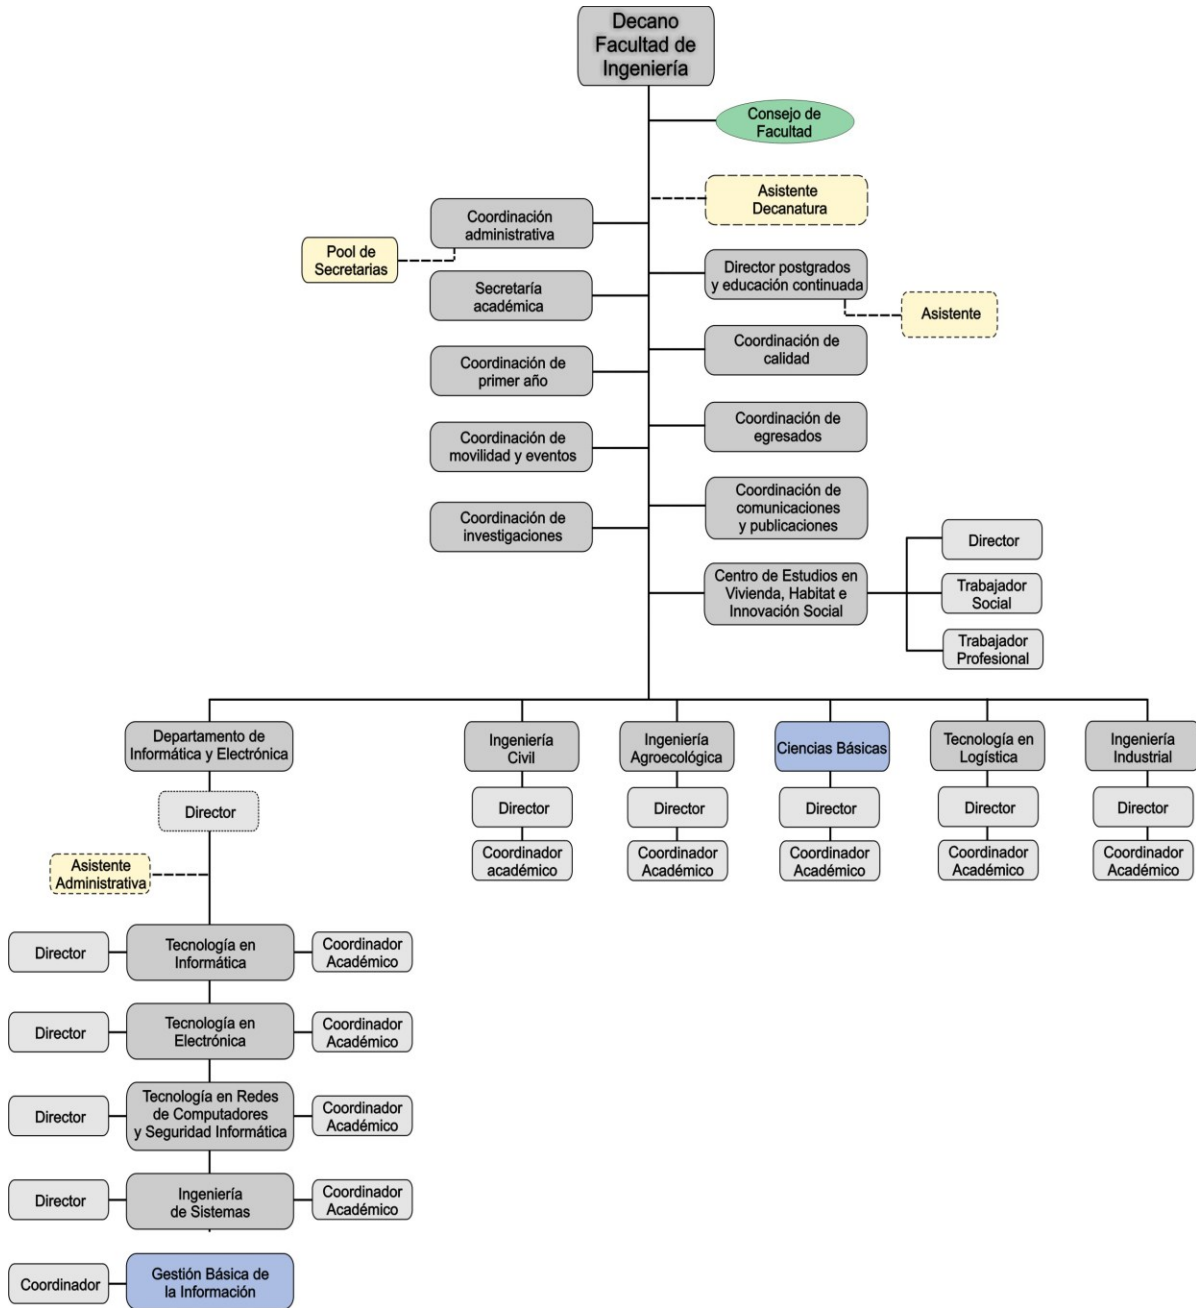 Decano
Facultad de
Ingeniería
Consejo de
Facultad
Asistente
Decanatura
Coordinación
administrativa
Pool de
Secretarias
Director postgrados
y educación continuada
Secretaría
académica
Asistente
Coordinación de
calidad
Coordinación de
primer año
Coordinación de
egresados
Coordinación de
movilidad y eventos
Coordinación de
comunicaciones
y publicaciones
Coordinación de
investigaciones
Director
Centro de Estudios en
Vivienda, Habitat e
Innovación Social
Trabajador
Social
Trabajador
Profesional
Departamento de
Informática y Electrónica
Ingeniería
Civil
Ingeniería
Agroecológica
Ciencias Básicas
Tecnología en
Logística
Ingeniería
Industrial
Director
Director
Director
Director
Director
Director
Coordinador
académico
Coordinador
Académico
Coordinador
Académico
Coordinador
Académico
Coordinador
Académico
Asistente
Administrativa
Director
Tecnología en
Informática
Coordinador
Académico
Director
Tecnología en
Electrónica
Coordinador
Académico
Director
Tecnología en Redes
de Computadores
y Seguridad Informática
Coordinador
Académico
Director
Ingeniería
de Sistemas
Coordinador
Académico
Coordinador
Gestión Básica de
la Información